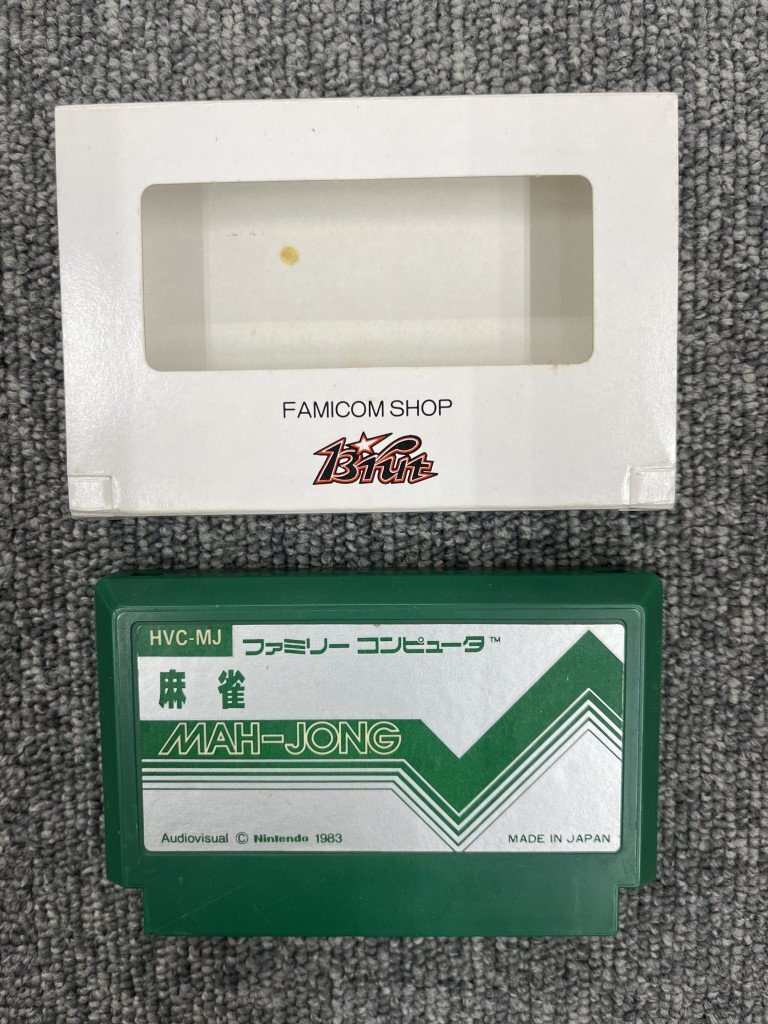 FAMICOM SHOP
Brut
HVC-MJ
ファミリー コンピュータ™
麻雀
MAH-JONG
Audiovisual © Nintendo 1983
MADE IN JAPAN